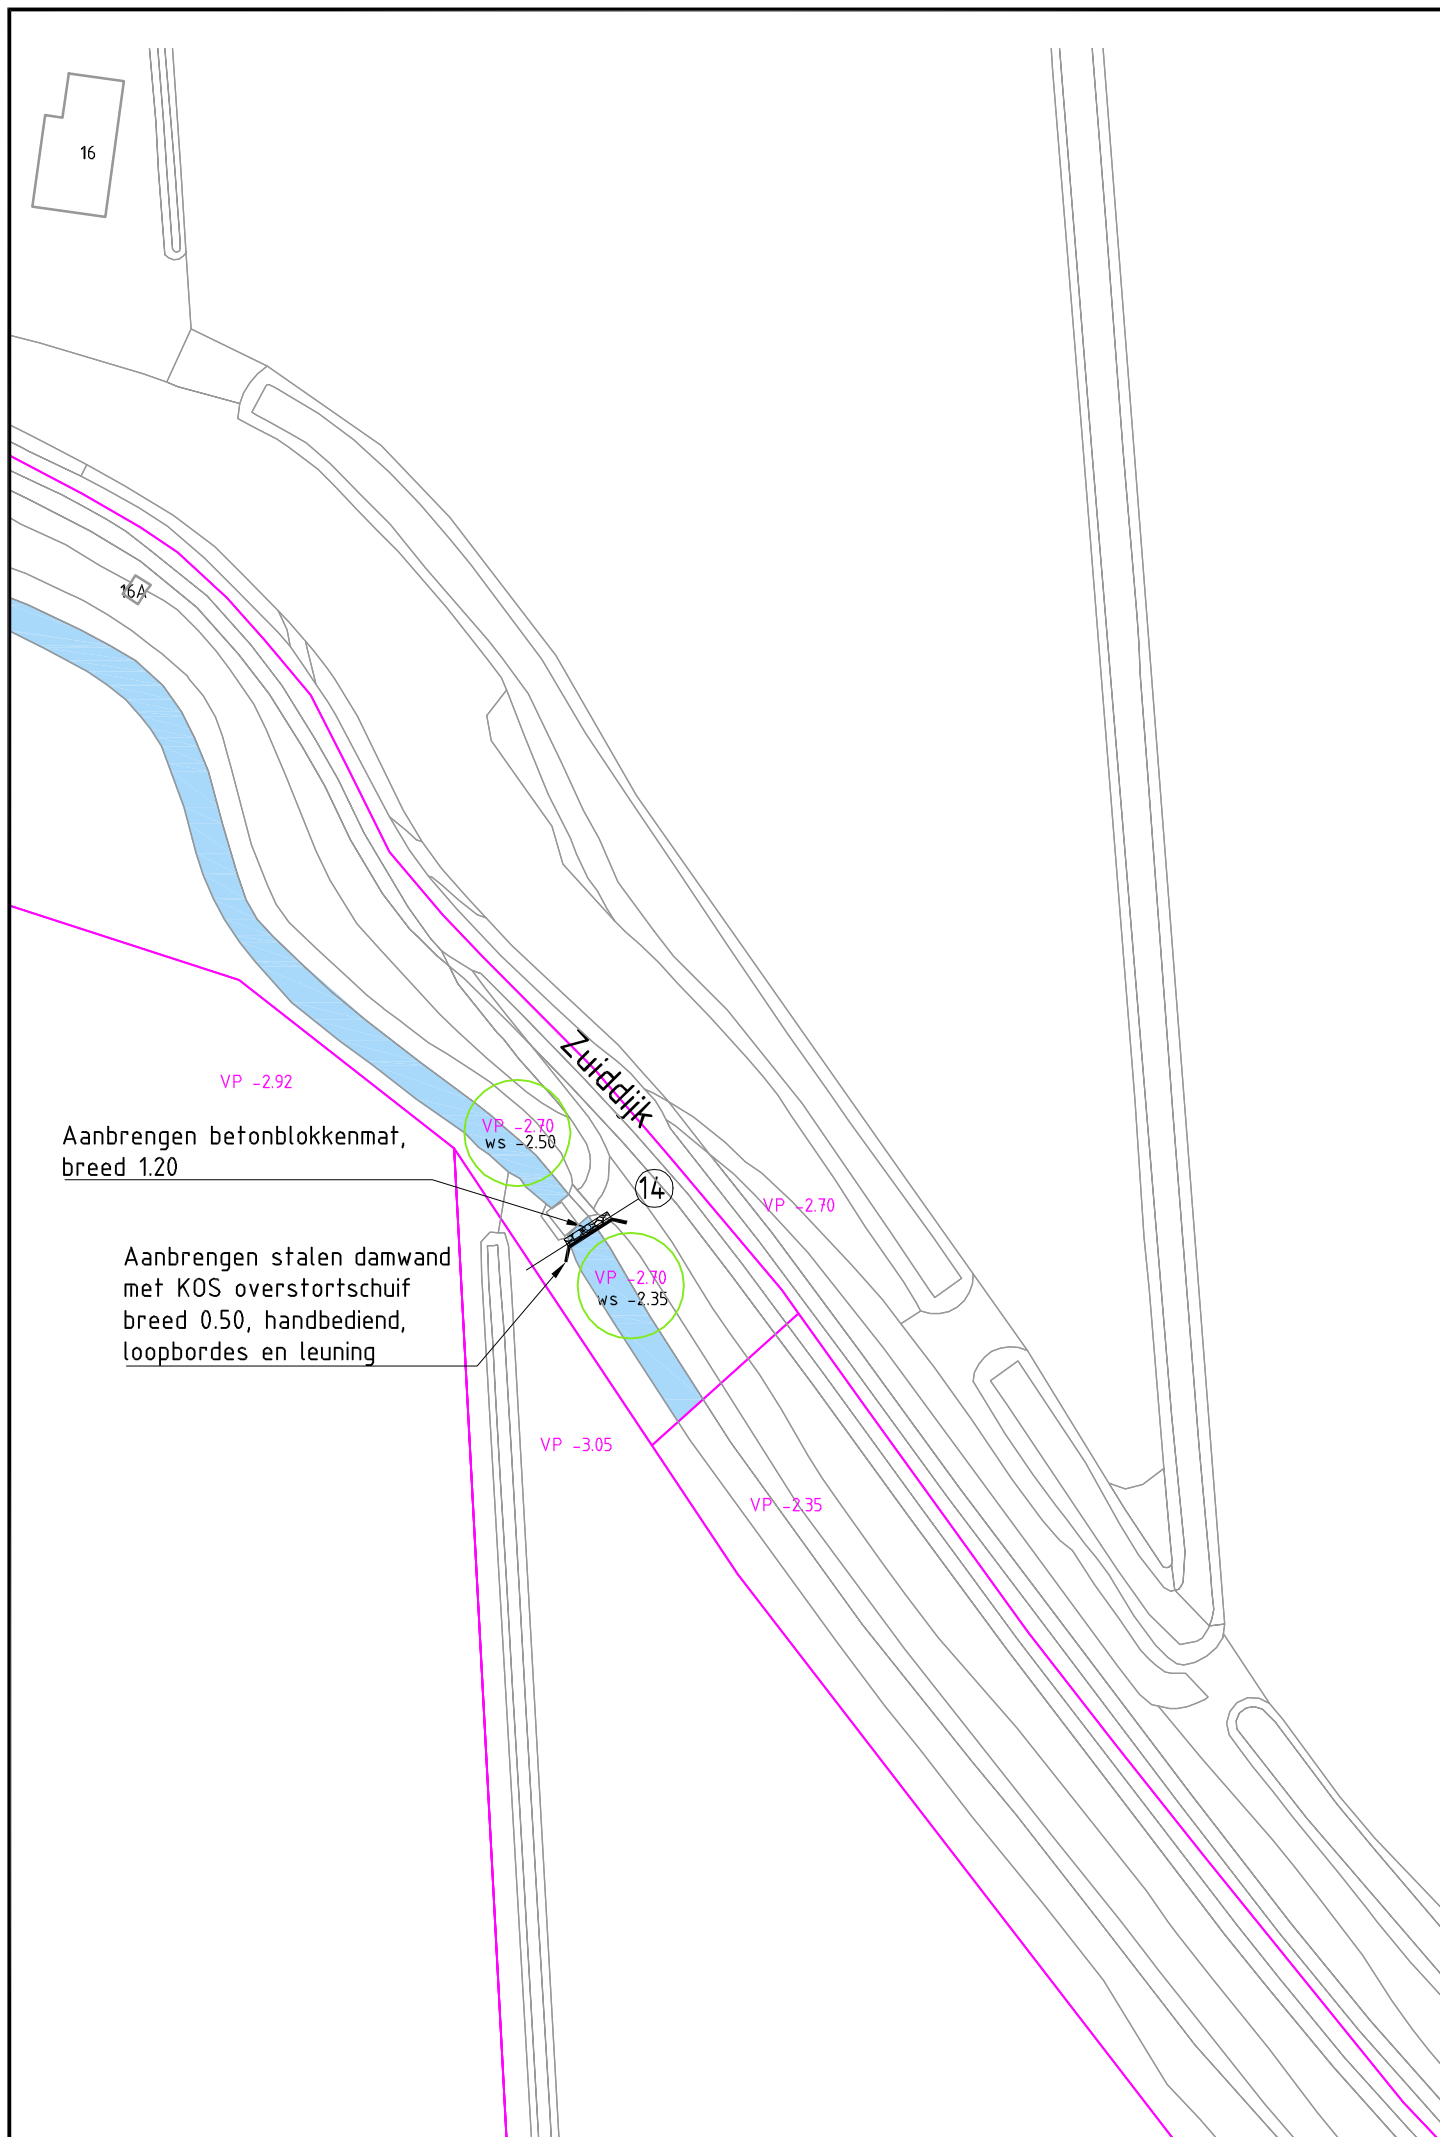 16
16A
Zuiddijk
VP -2.92
VP -2.70
ws -2.50
Aanbrengen betonblokkenmat,
breed 1.20
14
VP -2.70
Aanbrengen stalen damwand
met KOS overstortschuif
breed 0.50, handbediend,
loopbordes en leuning
VP -2.70
ws -2.35
VP -3.05
VP -2.35